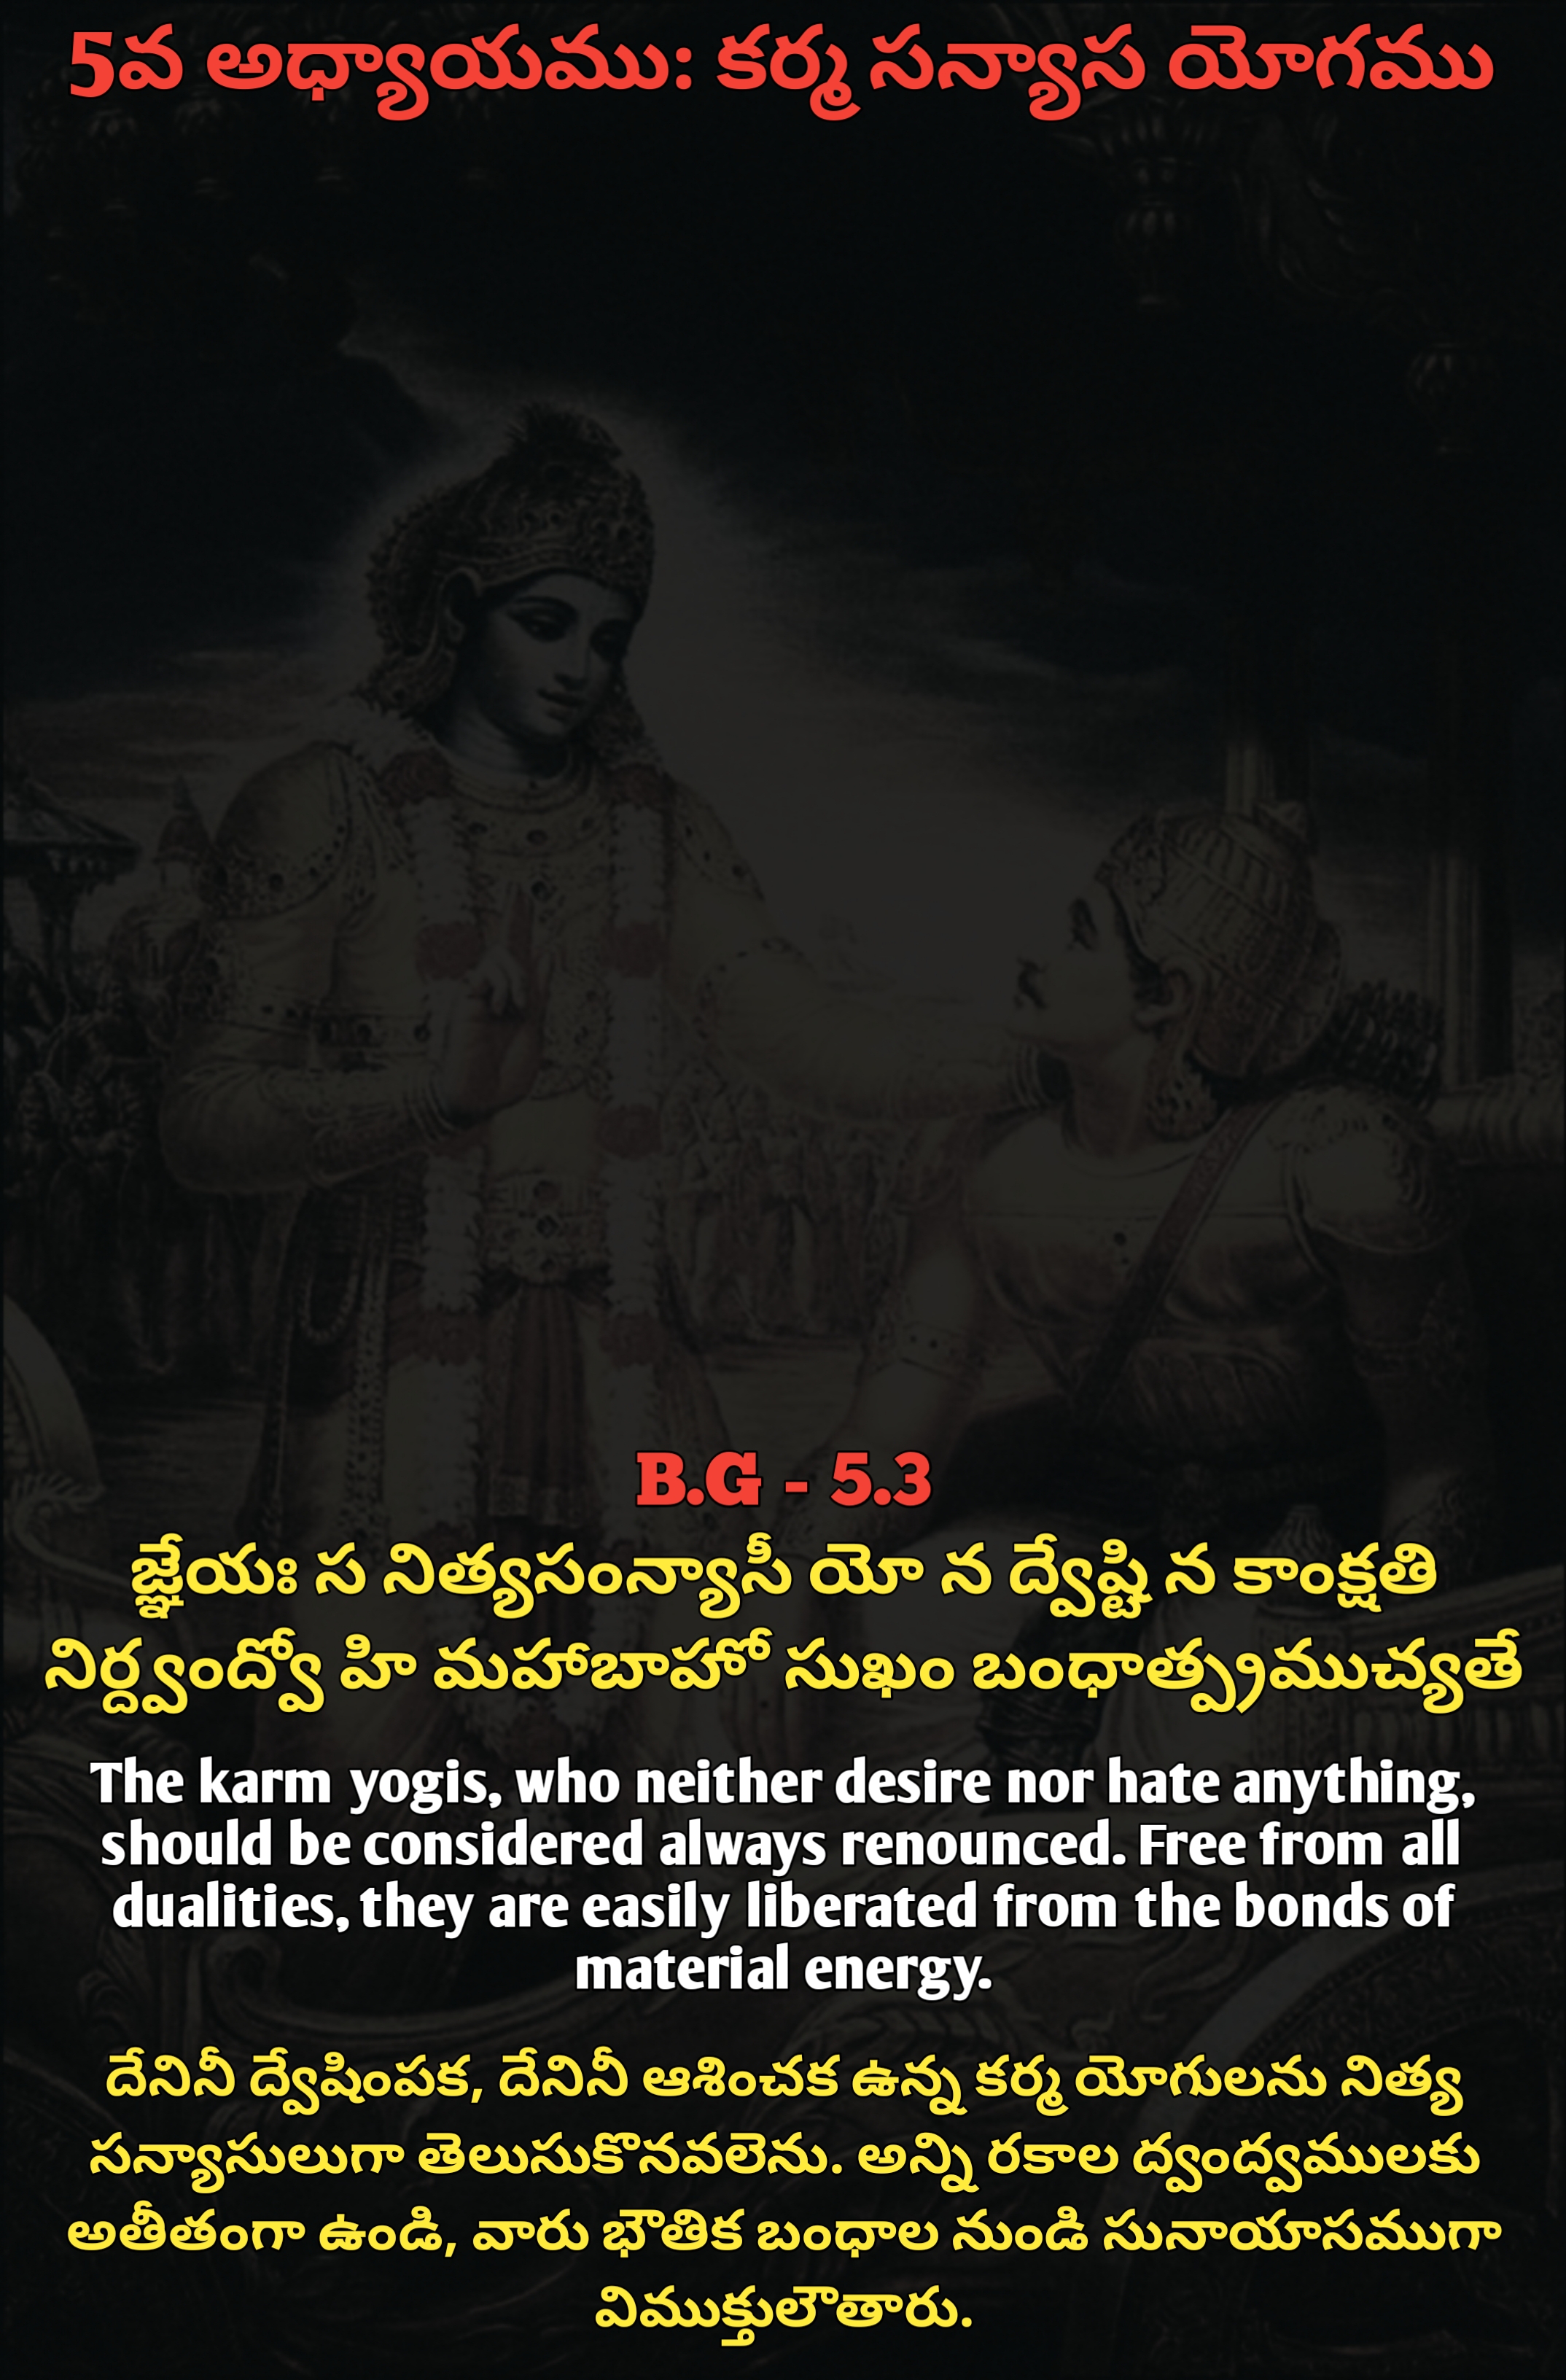 5వ అధ్యాయము: కర్మ సన్యాస యోగము
B.G - 5.3
జ్ఞేయః స నిత్యసంన్యాసీ యో న ద్వేష్టి న కాంక్షతి
నిర్ద్వంద్వో హి మహాబాహో సుఖం బంధాత్ప్రముచ్యతే
The karm yogis, who neither desire nor hate anything,
should be considered always renounced. Free from all
dualities, they are easily liberated from the bonds of
material energy.
దేనినీ ద్వేషింపక, దేనినీ ఆశించక ఉన్న కర్మ యోగులను నిత్య
సన్యాసులుగా తెలుసుకొనవలెను. అన్ని రకాల ద్వంద్వములకు
అతీతంగా ఉండి, వారు భౌతిక బంధాల నుండి సునాయాసముగా
విముక్తులౌతారు.